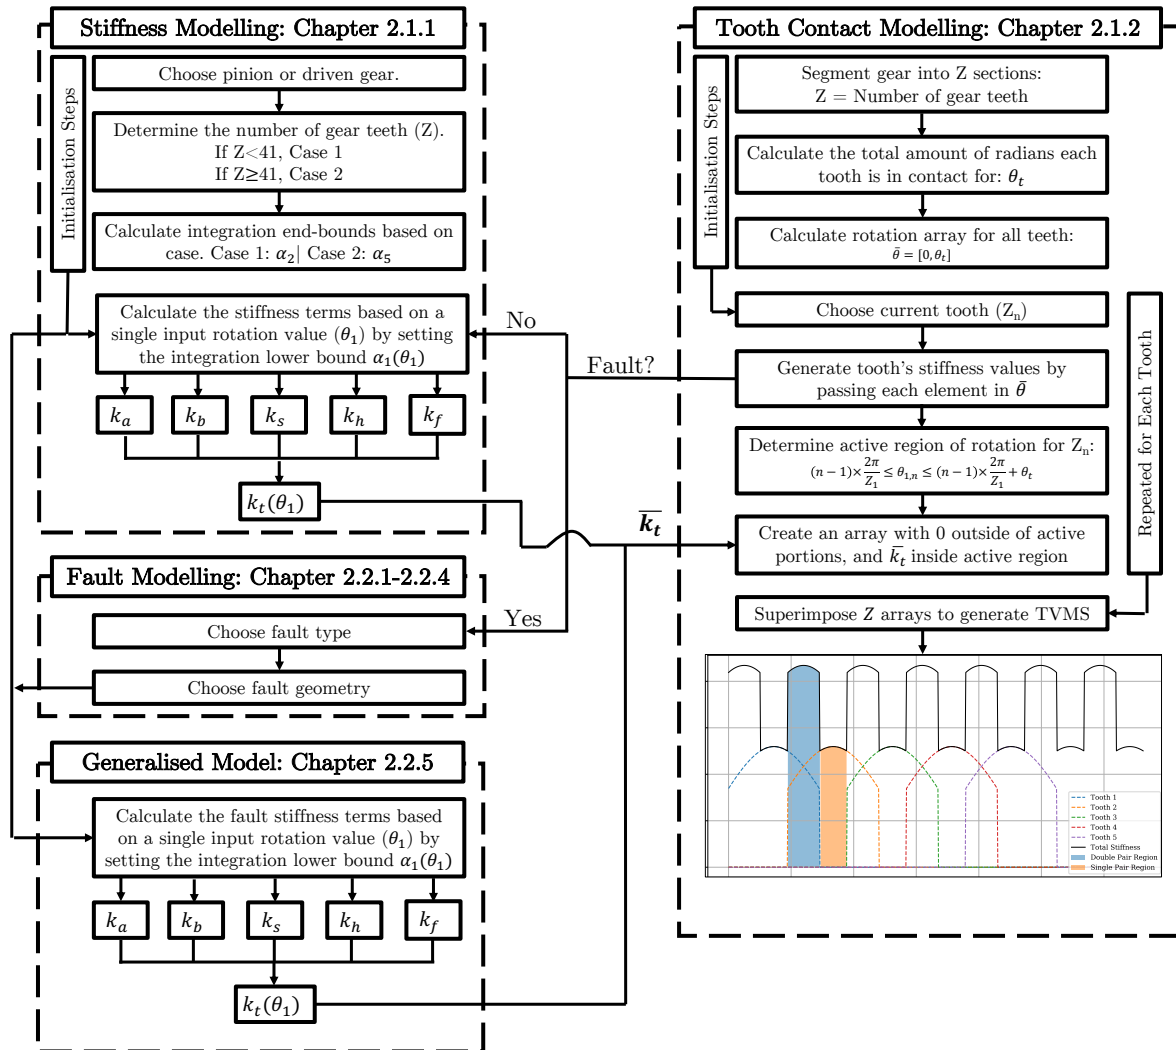 Stiffness Modelling: Chapter 2.1.1
Initialisation Steps
Choose pinion or driven gear.
Determine the number of gear teeth (Z).
If Z<41, Case 1
If Z≥41, Case 2
Calculate integration end-bounds based on
case. Case 1: α₂| Case 2: α₅
Calculate the stiffness terms based on a
single input rotation value (θ₁) by setting
the integration lower bound α₁(θ₁)
kₐ
k_b
kₛ
kₕ
k_f
kₜ(θ₁)
Fault Modelling: Chapter 2.2.1-2.2.4
Choose fault type
Choose fault geometry
Generalised Model: Chapter 2.2.5
Calculate the fault stiffness terms based
on a single input rotation value (θ₁) by
setting the integration lower bound α₁(θ₁)
kₐ
k_b
kₛ
kₕ
k_f
kₜ(θ₁)
No
Fault?
Yes
k̅ₜ
Tooth Contact Modelling: Chapter 2.1.2
Initialisation Steps
Segment gear into Z sections:
Z = Number of gear teeth
Calculate the total amount of radians each
tooth is in contact for: θₜ
Calculate rotation array for all teeth:
θ̄ = [0, θₜ]
Choose current tooth (Zₙ)
Generate tooth's stiffness values by
passing each element in θ̄
Determine active region of rotation for Zₙ:
(n − 1)× 2π/Z₁ ≤ θ₁,ₙ ≤ (n − 1)× 2π/Z₁ + θₜ
Create an array with 0 outside of active
portions, and k̅ₜ inside active region
Repeated for Each Tooth
Superimpose Z arrays to generate TVMS
Tooth 1
Tooth 2
Tooth 3
Tooth 4
Tooth 5
Total Stiffness
Double Pair Region
Single Pair Region